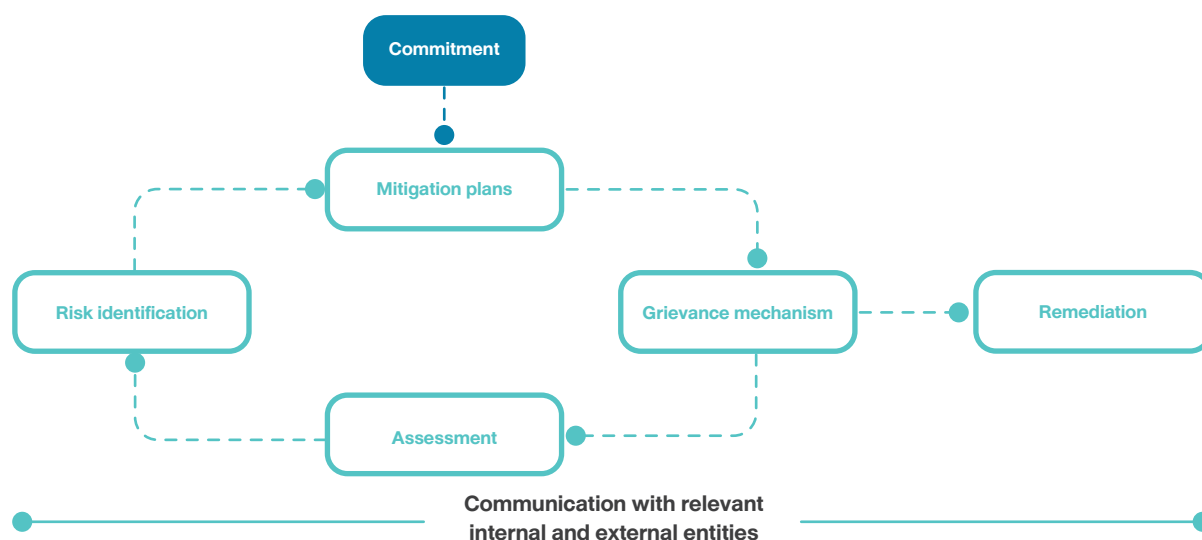 Commitment
Mitigation plans
Risk identification
Grievance mechanism
Remediation
Assessment
Communication with relevant
internal and external entities